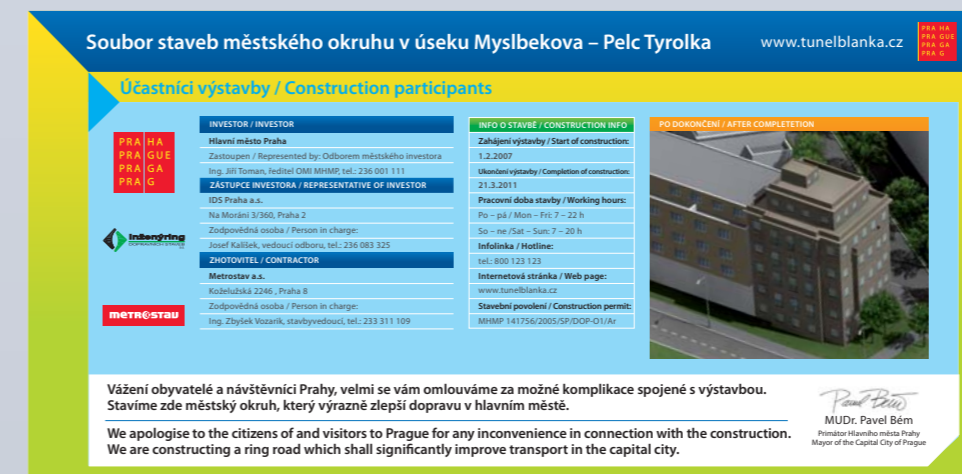 Soubor staveb městského okruhu v úseku Myslbekova – Pelc Tyrolka
www.tunelblanka.cz
PRA HA
PRA GUE
PRA GA
PRA G
Účastníci výstavby / Construction participants
PRA HA
PRA GUE
PRA GA
PRA G
INVESTOR / INVESTOR
Hlavní město Praha
Zastoupen / Represented by: Odborem městského investora
Ing. Jiří Toman, ředitel OMI MHMP, tel.: 236 001 111
ZÁSTUPCE INVESTORA / REPRESENTATIVE OF INVESTOR
IDS Praha a.s.
Na Moráni 3/360, Praha 2
Zodpovědná osoba / Person in charge:
Josef Kališek, vedoucí odboru, tel.: 236 083 325
Inženýring
DOPRAVNÍCH STAVEB
ZHOTOVITEL / CONTRACTOR
Metrostav a.s.
Koželužská 2246 , Praha 8
Zodpovědná osoba / Person in charge:
Ing. Zbyšek Vozarik, stavbyvedoucí, tel.: 233 311 109
METROSTAV
INFO O STAVBĚ / CONSTRUCTION INFO
Zahájení výstavby / Start of construction:
1.2.2007
Ukončení výstavby / Completion of construction:
21.3.2011
Pracovní doba stavby / Working hours:
Po – pá / Mon – Fri: 7 – 22 h
So – ne /Sat – Sun: 7 – 20 h
Infolinka / Hotline:
tel.: 800 123 123
Internetová stránka / Web page:
www.tunelblanka.cz
Stavební povolení / Construction permit:
MHMP 141756/2005/SP/DOP-O1/Ar
PO DOKONČENÍ / AFTER COMPLETETION
Vážení obyvatelé a návštěvníci Prahy, velmi se vám omlouváme za možné komplikace spojené s výstavbou.
Stavíme zde městský okruh, který výrazně zlepší dopravu v hlavním městě.
We apologise to the citizens of and visitors to Prague for any inconvenience in connection with the construction.
We are constructing a ring road which shall significantly improve transport in the capital city.
Pavel Bém
MUDr. Pavel Bém
Primátor Hlavního města Prahy
Mayor of the Capital City of Prague